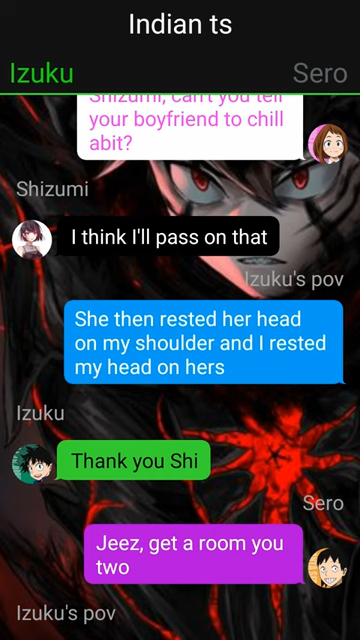 Indian ts
Izuku
Sero
Shizumi, can't you tell
your boyfriend to chill
abit?
Shizumi
I think I'll pass on that
Izuku's pov
She then rested her head
on my shoulder and I rested
my head on hers
Izuku
Thank you Shi
Sero
Jeez, get a room you
two
Izuku's pov